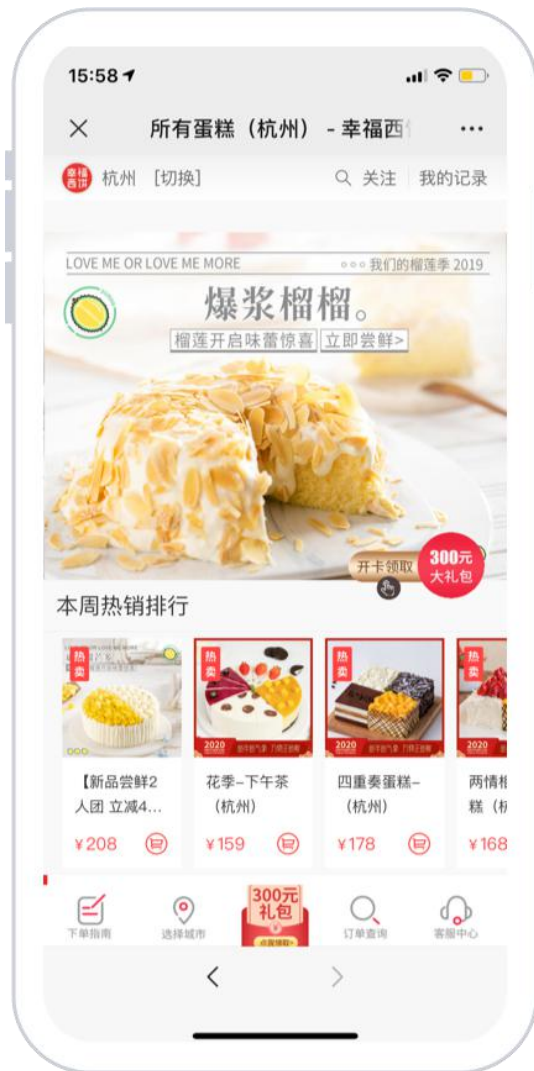 15:58
所有蛋糕（杭州） - 幸福西
幸福
西饼
杭州 [切换]
关注
我的记录
LOVE ME OR LOVE ME MORE
我们的榴莲季 2019
爆浆榴榴。
榴莲开启味蕾惊喜
立即尝鲜>
开卡领取
300元
大礼包
本周热销排行
热卖
热卖
热卖
热卖
2020
2020
2020
【新品尝鲜2
人团 立减4...
¥208
花季-下午茶
（杭州）
¥159
四重奏蛋糕-
（杭州）
¥178
两情相
糕（杭
¥168
下单指南
选择城市
300元
礼包
点我领取>
订单查询
客服中心